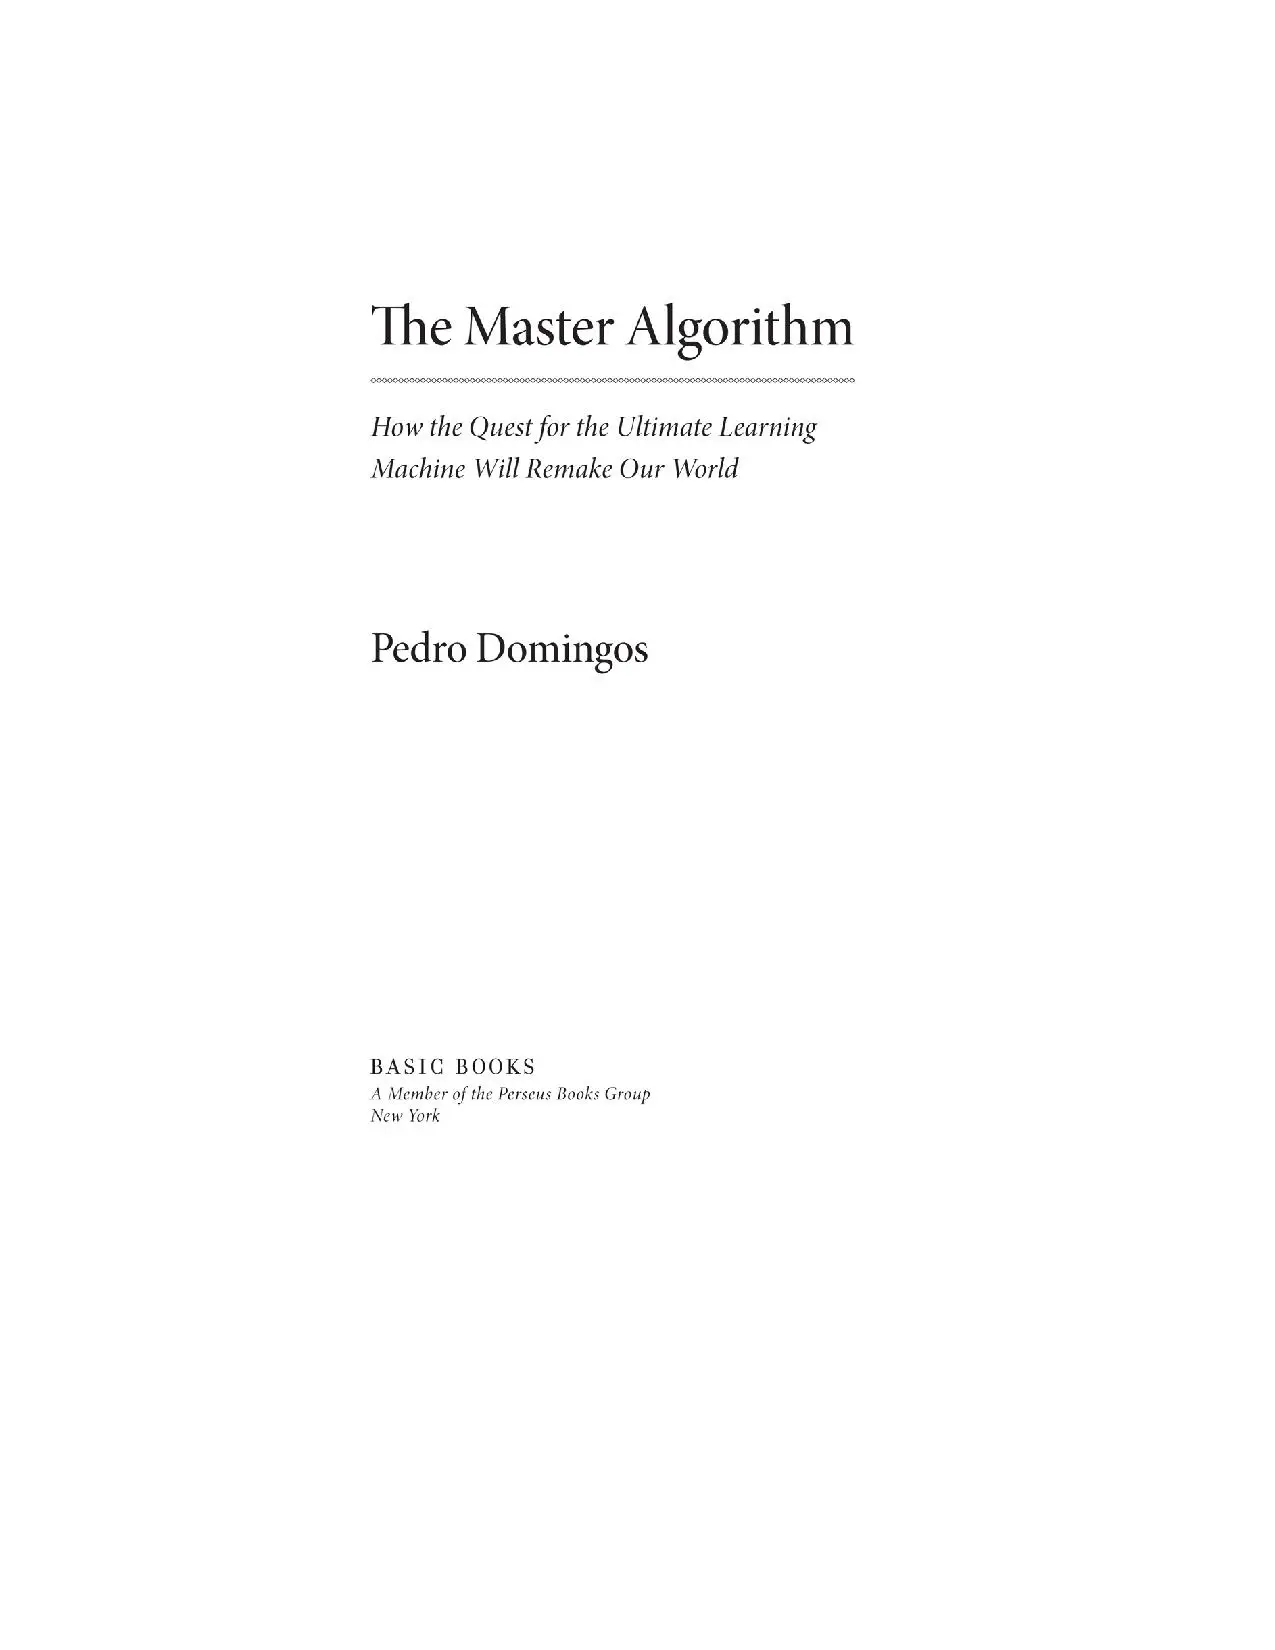 The Master Algorithm
How the Quest for the Ultimate Learning
Machine Will Remake Our World
Pedro Domingos
BASIC BOOKS
A Member of the Perseus Books Group
New York